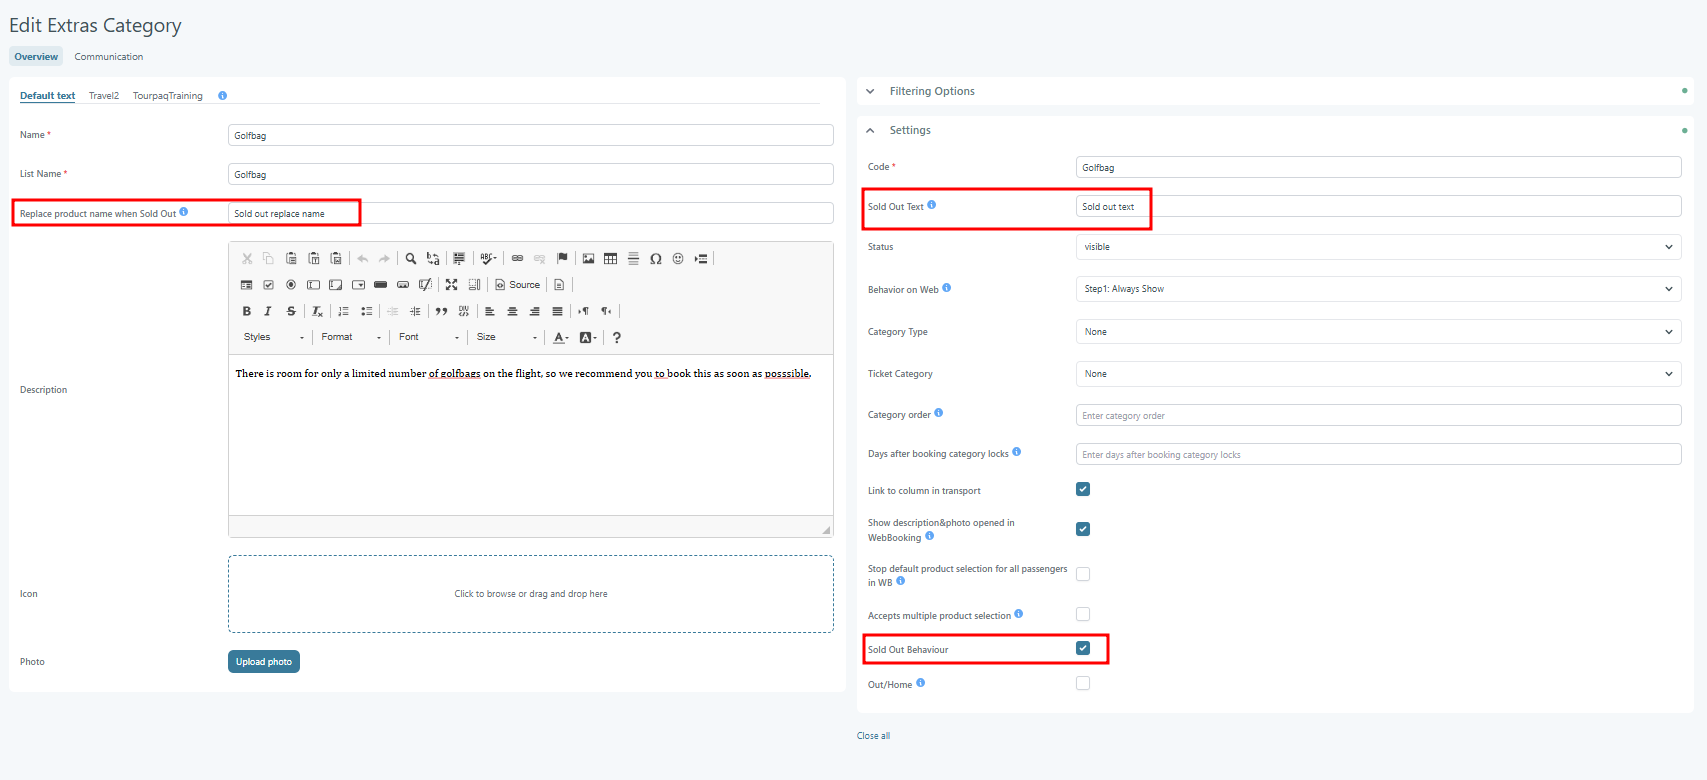 Edit Extras Category
Overview Communication
Default text Travel2 TourpaqTraining
Name * Golfbag
List Name * Golfbag
Replace product name when Sold Out Sold out replace name
Source
Styles Format Font Size
Description
There is room for only a limited number of golfbags on the flight, so we recommend you to book this as soon as posssible.
Icon Click to browse or drag and drop here
Photo Upload photo
Filtering Options
Settings
Code * Golfbag
Sold Out Text Sold out text
Status visible
Behavior on Web Step1: Always Show
Category Type None
Ticket Category None
Category order Enter category order
Days after booking category locks Enter days after booking category locks
Link to column in transport
Show description&photo opened in
WebBooking
Stop default product selection for all passengers
in WB
Accepts multiple product selection
Sold Out Behaviour
Out/Home
Close all